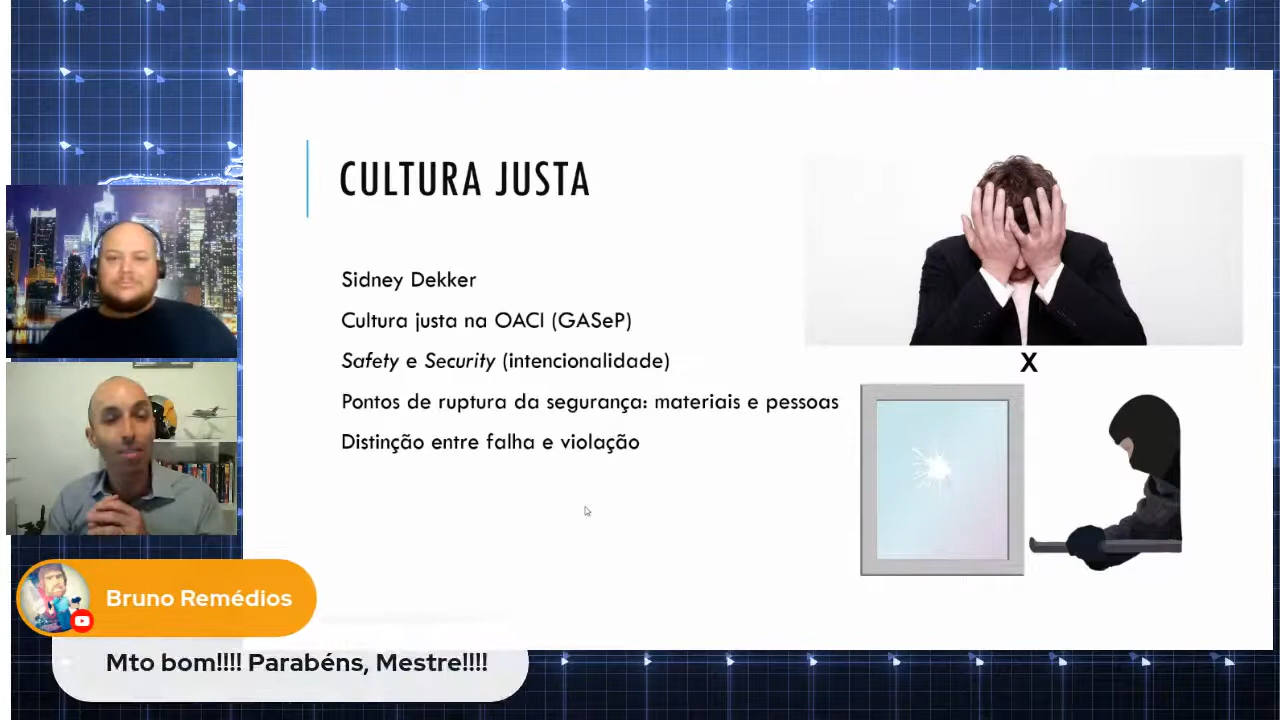 CULTURA JUSTA
Sidney Dekker
Cultura justa na OACI (GASeP)
Safety e Security (intencionalidade)
Pontos de ruptura da segurança: materiais e pessoas
Distinção entre falha e violação
X
Bruno Remédios
Mto bom!!!! Parabéns, Mestre!!!!